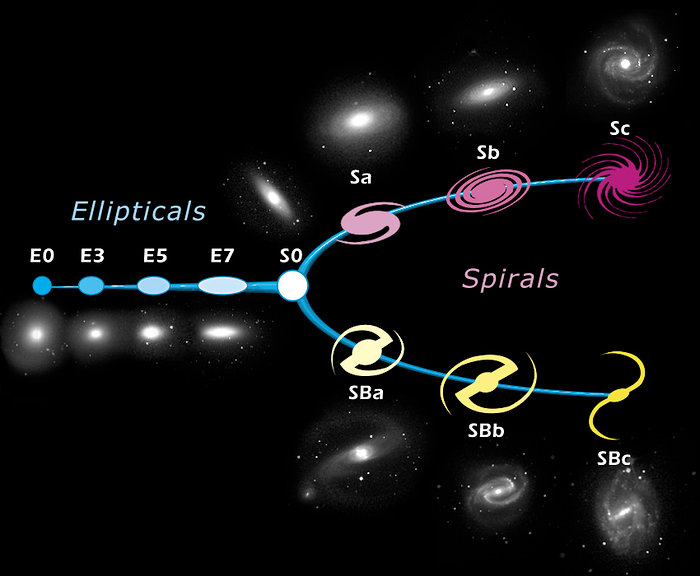 Sc
Sb
Sa
Ellipticals
E0 E3 E5 E7 S0
Spirals
SBa
SBb
SBc